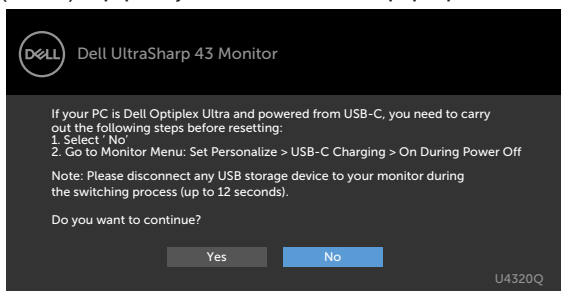 DELL
Dell UltraSharp 43 Monitor
If your PC is Dell Optiplex Ultra and powered from USB-C, you need to carry
out the following steps before resetting:
1. Select ‘ No’
2. Go to Monitor Menu: Set Personalize > USB-C Charging > On During Power Off
Note: Please disconnect any USB storage device to your monitor during
the switching process (up to 12 seconds).
Do you want to continue?
Yes No
U4320Q